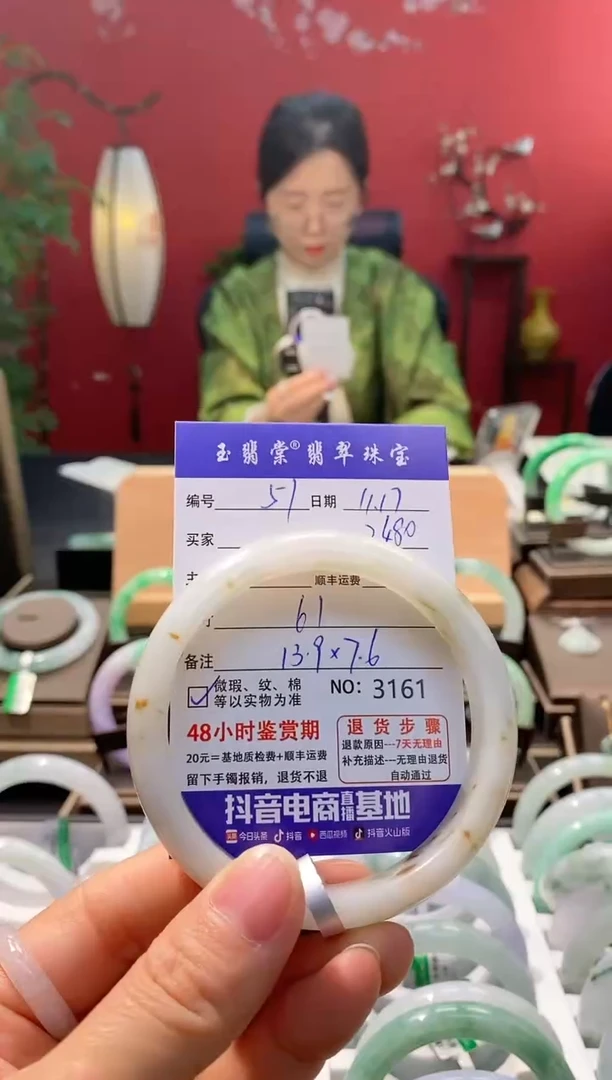 玉翡棠®翡翠珠宝
编号 51 日期 11.17
买家 2480
顺丰运费
61
备注 13.9×7.6
微瑕、纹、棉
等以实物为准
NO: 3161
48小时鉴赏期
20元=基地质检费+顺丰运费
留下手镯报销，退货不退
退货步骤
退款原因---7天无理由
补充描述---无理由退货
自动通过
抖音电商直播基地
头条 今日头条 抖音 西瓜视频 抖音火山版